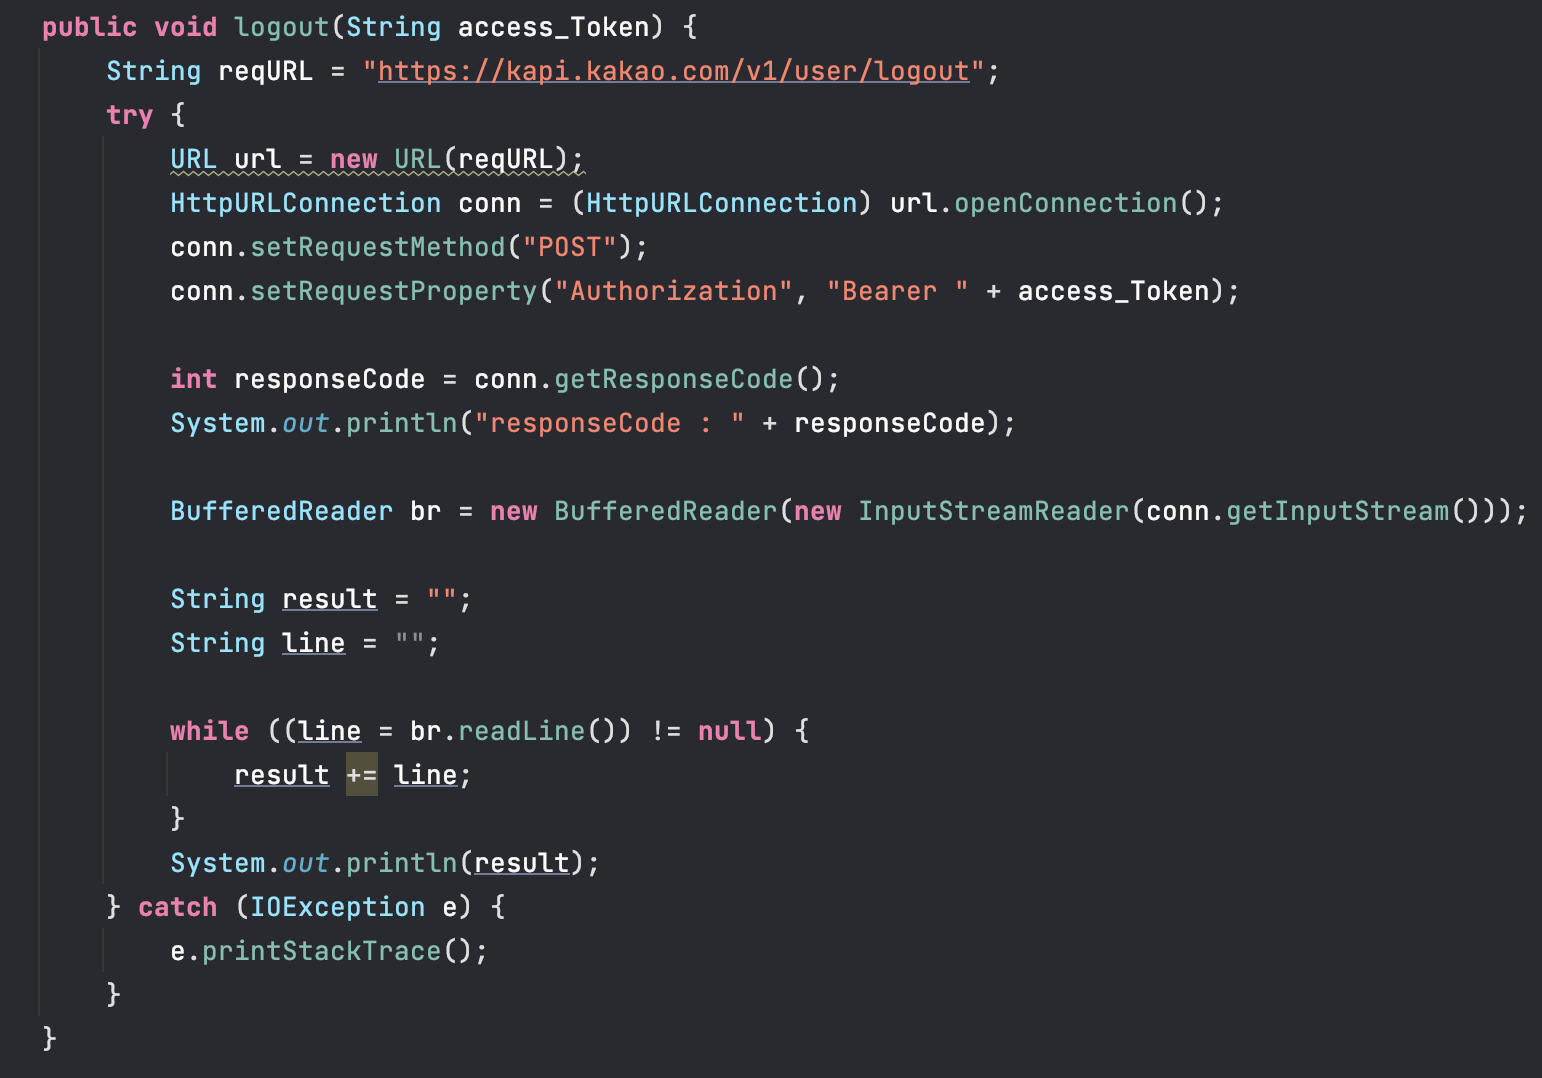 public void logout(String access_Token) {
String reqURL = "https://kapi.kakao.com/v1/user/logout";
try {
URL url = new URL(reqURL);
HttpURLConnection conn = (HttpURLConnection) url.openConnection();
conn.setRequestMethod("POST");
conn.setRequestProperty("Authorization", "Bearer " + access_Token);
int responseCode = conn.getResponseCode();
System.out.println("responseCode : " + responseCode);
BufferedReader br = new BufferedReader(new InputStreamReader(conn.getInputStream()));
String result = "";
String line = "";
while ((line = br.readLine()) != null) {
result += line;
}
System.out.println(result);
} catch (IOException e) {
e.printStackTrace();
}
}